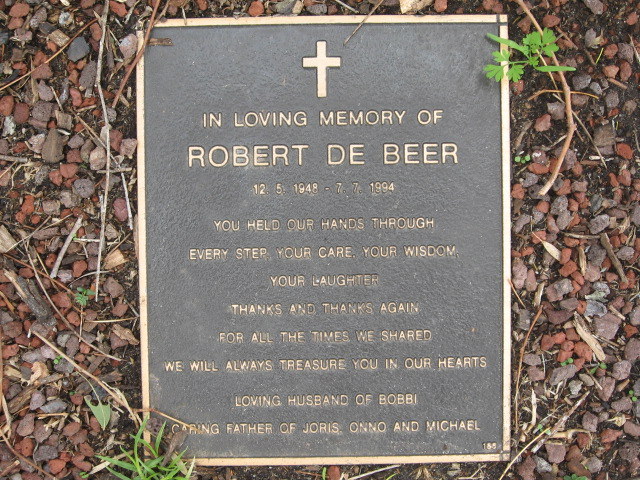 IN LOVING MEMORY OF
ROBERT DE BEER
12. 5. 1948 - 7. 7. 1994
YOU HELD OUR HANDS THROUGH
EVERY STEP, YOUR CARE, YOUR WISDOM,
YOUR LAUGHTER
THANKS AND THANKS AGAIN
FOR ALL THE TIMES WE SHARED
WE WILL ALWAYS TREASURE YOU IN OUR HEARTS
LOVING HUSBAND OF BOBBI
CARING FATHER OF JORIS, ONNO AND MICHAEL